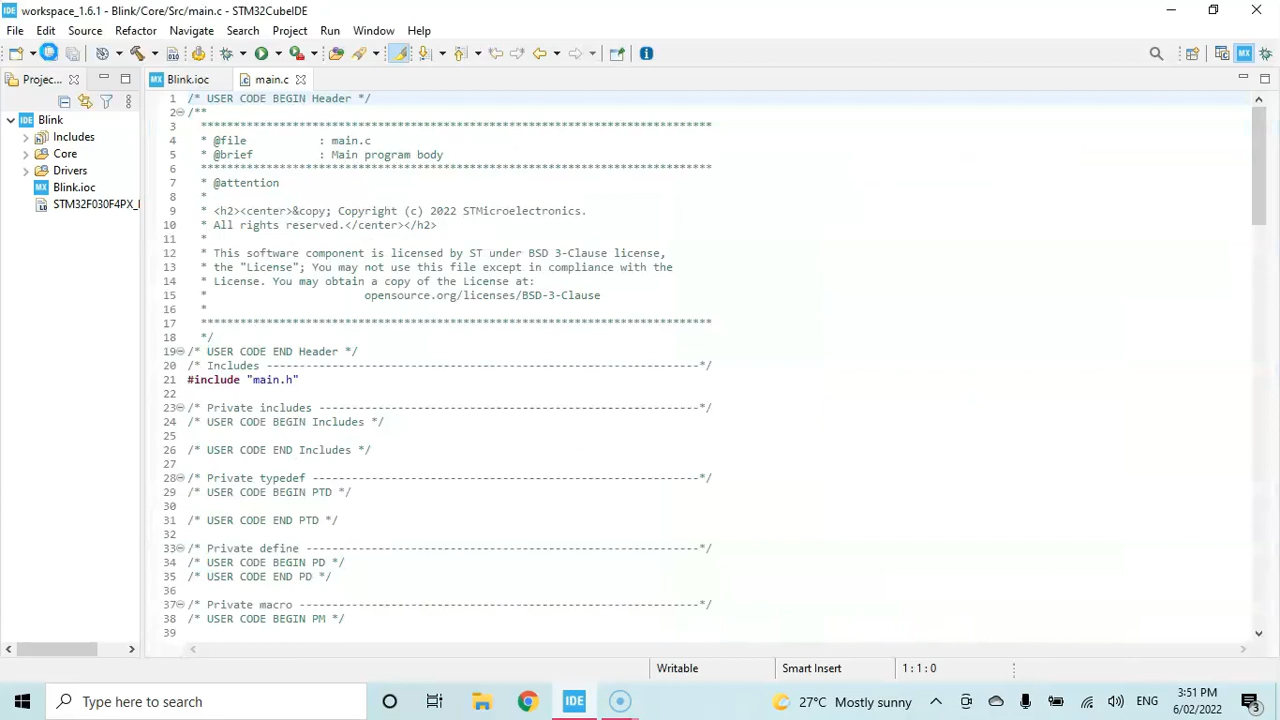 IDE workspace_1.6.1 - Blink/Core/Src/main.c - STM32CubeIDE
File Edit Source Refactor Navigate Search Project Run Window Help
Projec... MX Blink.ioc main.c
1 /* USER CODE BEGIN Header */
IDE Blink
2 /**
3 *******************************************************************************
Includes
4 * @file : main.c
Core
5 * @brief : Main program body
6 *******************************************************************************
Drivers
7 * @attention
MX Blink.ioc
8 *
STM32F030F4PX_
9 * <h2><center>&copy; Copyright (c) 2022 STMicroelectronics.
10 * All rights reserved.</center></h2>
11 *
12 * This software component is licensed by ST under BSD 3-Clause license,
13 * the "License"; You may not use this file except in compliance with the
14 * License. You may obtain a copy of the License at:
15 * opensource.org/licenses/BSD-3-Clause
16 *
17 *******************************************************************************
18 */
19 /* USER CODE END Header */
20 /* Includes ------------------------------------------------------------------*/
21 #include "main.h"
22
23 /* Private includes ----------------------------------------------------------*/
24 /* USER CODE BEGIN Includes */
25
26 /* USER CODE END Includes */
27
28 /* Private typedef -----------------------------------------------------------*/
29 /* USER CODE BEGIN PTD */
30
31 /* USER CODE END PTD */
32
33 /* Private define ------------------------------------------------------------*/
34 /* USER CODE BEGIN PD */
35 /* USER CODE END PD */
36
37 /* Private macro -------------------------------------------------------------*/
38 /* USER CODE BEGIN PM */
39
Writable Smart Insert 1 : 1 : 0
Type here to search IDE 27°C Mostly sunny ENG 3:51 PM
6/02/2022 3